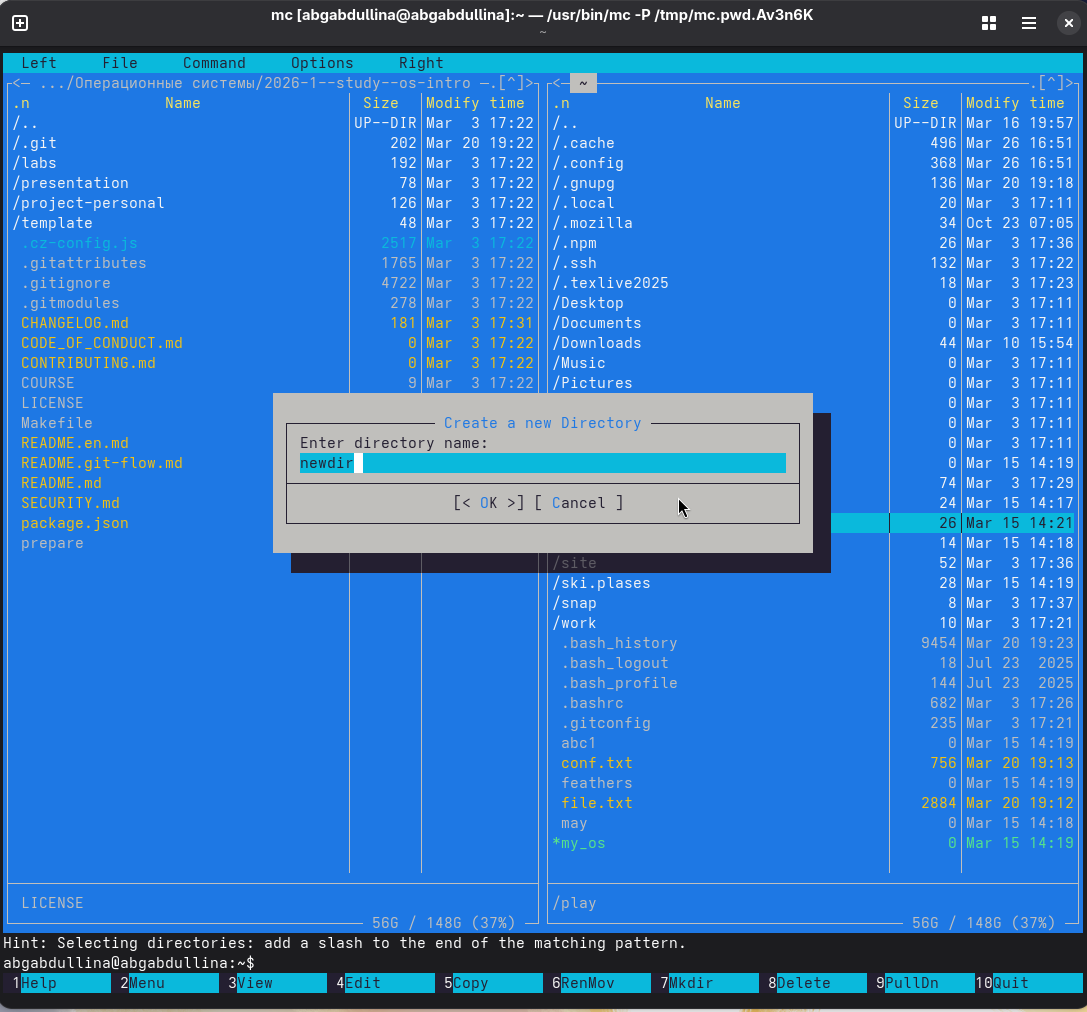 mc [abgabdullina@abgabdullina]:~ — /usr/bin/mc -P /tmp/mc.pwd.Av3n6K
~
Left File Command Options Right
<— .../Операционные системы/2026-1--study--os-intro —.[^]> <— ~ .[^]>
.n Name Size Modify time .n Name Size Modify time
/.. UP--DIR Mar 3 17:22 /.. UP--DIR Mar 16 19:57
/.git 202 Mar 20 19:22 /.cache 496 Mar 26 16:51
/labs 192 Mar 3 17:22 /.config 368 Mar 26 16:51
/presentation 78 Mar 3 17:22 /.gnupg 136 Mar 20 19:18
/project-personal 126 Mar 3 17:22 /.local 20 Mar 3 17:11
/template 48 Mar 3 17:22 /.mozilla 34 Oct 23 07:05
.cz-config.js 2517 Mar 3 17:22 /.npm 26 Mar 3 17:36
.gitattributes 1765 Mar 3 17:22 /.ssh 132 Mar 3 17:22
.gitignore 4722 Mar 3 17:22 /.texlive2025 18 Mar 3 17:23
.gitmodules 278 Mar 3 17:22 /Desktop 0 Mar 3 17:11
CHANGELOG.md 181 Mar 3 17:31 /Documents 0 Mar 3 17:11
CODE_OF_CONDUCT.md 0 Mar 3 17:22 /Downloads 44 Mar 10 15:54
CONTRIBUTING.md 0 Mar 3 17:22 /Music 0 Mar 3 17:11
COURSE 9 Mar 3 17:22 /Pictures 0 Mar 3 17:11
LICENSE 0 Mar 3 17:11
Makefile Create a new Directory 0 Mar 3 17:11
README.en.md Enter directory name: 0 Mar 3 17:11
README.git-flow.md newdir 0 Mar 15 14:19
README.md 74 Mar 3 17:29
SECURITY.md [< OK >] [ Cancel ] 24 Mar 15 14:17
package.json 26 Mar 15 14:21
prepare 14 Mar 15 14:18
/site 52 Mar 3 17:36
/ski.plases 28 Mar 15 14:19
/snap 8 Mar 3 17:37
/work 10 Mar 3 17:21
.bash_history 9454 Mar 20 19:23
.bash_logout 18 Jul 23 2025
.bash_profile 144 Jul 23 2025
.bashrc 682 Mar 3 17:26
.gitconfig 235 Mar 3 17:21
abc1 0 Mar 15 14:19
conf.txt 756 Mar 20 19:13
feathers 0 Mar 15 14:19
file.txt 2884 Mar 20 19:12
may 0 Mar 15 14:18
*my_os 0 Mar 15 14:19
LICENSE /play
56G / 148G (37%) 56G / 148G (37%)
Hint: Selecting directories: add a slash to the end of the matching pattern.
abgabdullina@abgabdullina:~$
1Help 2Menu 3View 4Edit 5Copy 6RenMov 7Mkdir 8Delete 9PullDn 10Quit